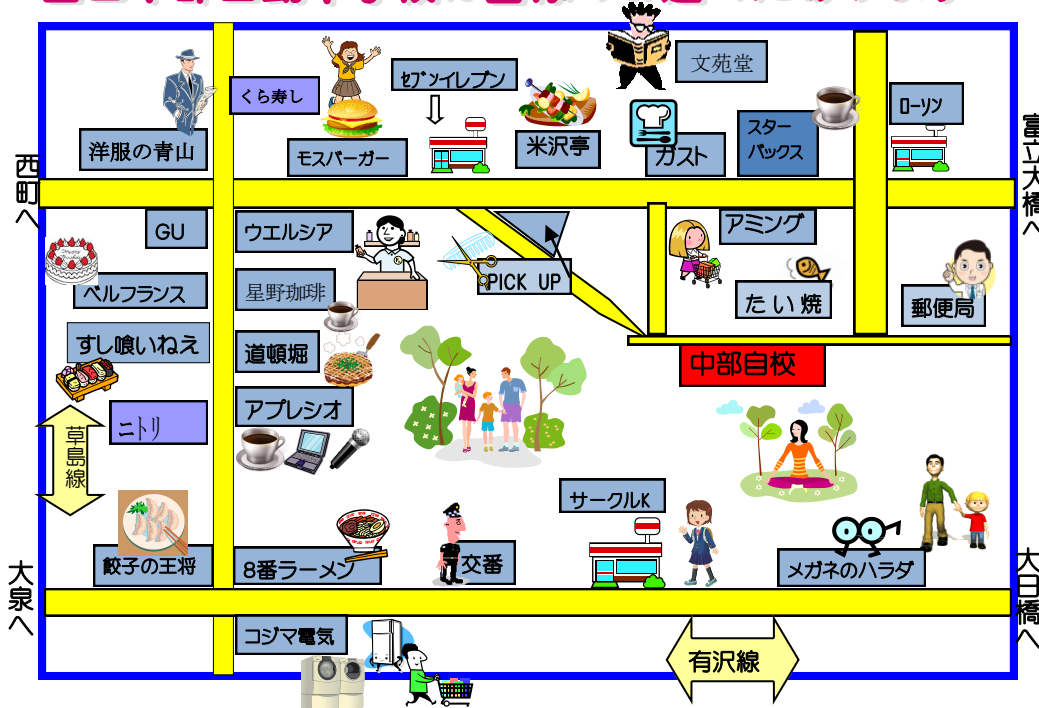 文苑堂
くら寿し
ｾﾌﾞﾝイレブン
ローソン
洋服の青山
モスバーガー
米沢亭
ガスト
スター
バックス
西町へ
富立大橋へ
GU
ウエルシア
アミング
PICK UP
ベルフランス
星野珈琲
たい焼
郵便局
すし喰いねえ
道頓堀
中部自校
アプレシオ
ニトリ
草島線
サークルK
餃子の王将
8番ラーメン
交番
メガネのハラダ
大泉へ
大日橋へ
コジマ電気
有沢線